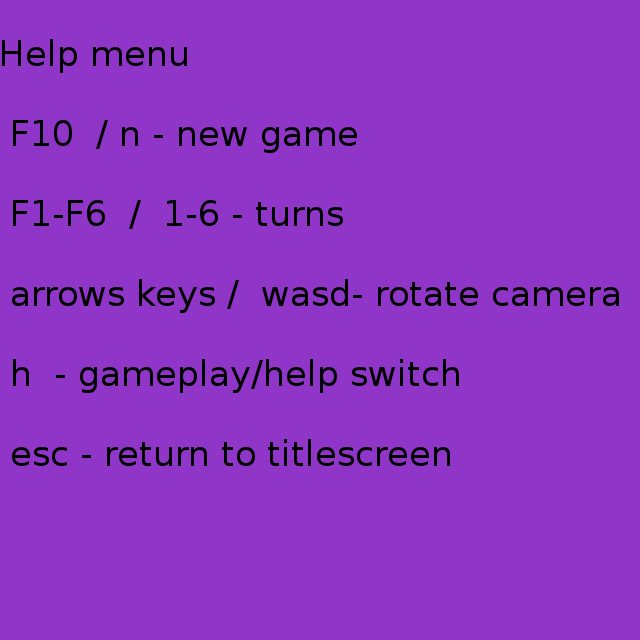 Help menu
F10  / n - new game
F1-F6  /  1-6 - turns
arrows keys /  wasd- rotate camera
h  - gameplay/help switch
esc - return to titlescreen